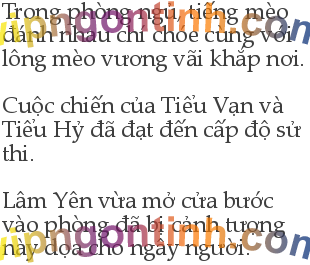 Trong phòng ngủ, tiếng mèo
đánh nhau chí chóe cùng với
lông mèo vương vãi khắp nơi.
Cuộc chiến của Tiểu Vạn và
Tiểu Hỷ đã đạt đến cấp độ sử
thi.
Lâm Yên vừa mở cửa bước
vào phòng đã bị cảnh tượng
này dọa cho ngây người.